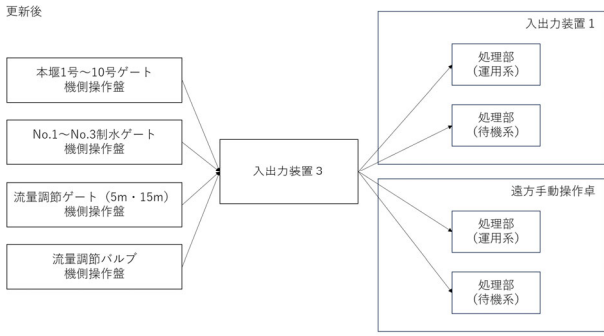 更新後
本堰1号～10号ゲート
機側操作盤
No.1～No.3制水ゲート
機側操作盤
流量調節ゲート（5m・15m）
機側操作盤
流量調節バルブ
機側操作盤
入出力装置３
入出力装置１
処理部
（運用系）
処理部
（待機系）
遠方手動操作卓
処理部
（運用系）
処理部
（待機系）